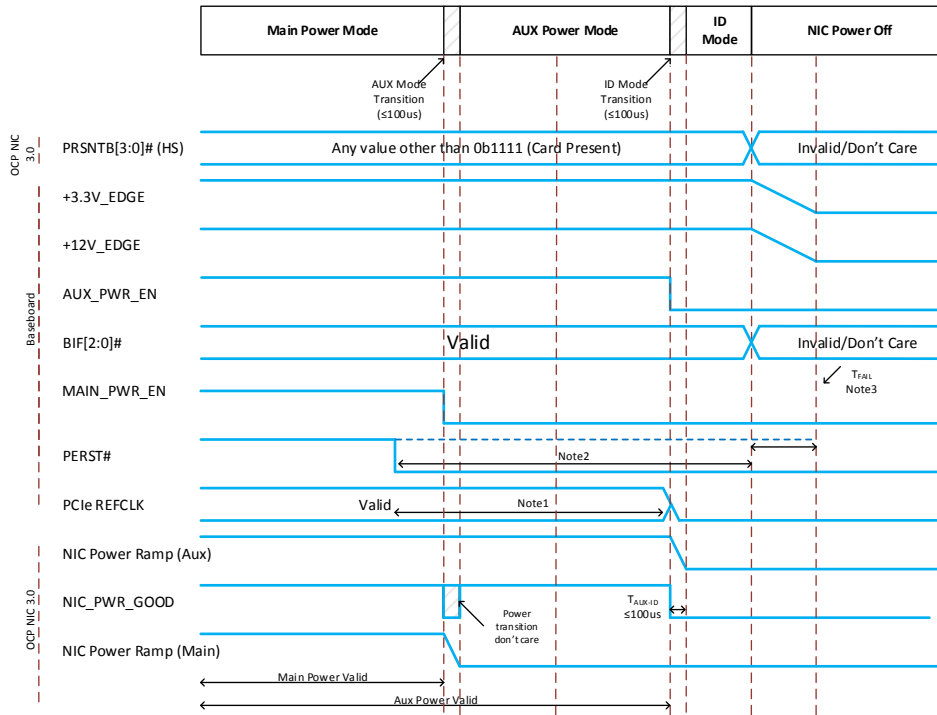 Main Power Mode
AUX Power Mode
ID
Mode
NIC Power Off
AUX Mode
Transition
(≤100us)
ID Mode
Transition
(≤100us)
OCP NIC
3.0
PRSNTB[3:0]# (HS)
Any value other than 0b1111 (Card Present)
Invalid/Don't Care
+3.3V_EDGE
+12V_EDGE
AUX_PWR_EN
Baseboard
BIF[2:0]#
Valid
Invalid/Don't Care
TFAIL
Note3
MAIN_PWR_EN
PERST#
Note2
PCIe REFCLK
Valid
Note1
NIC Power Ramp (Aux)
OCP NIC 3.0
NIC_PWR_GOOD
Power
transition
don't care
TAUX-ID
≤100us
NIC Power Ramp (Main)
Main Power Valid
Aux Power Valid